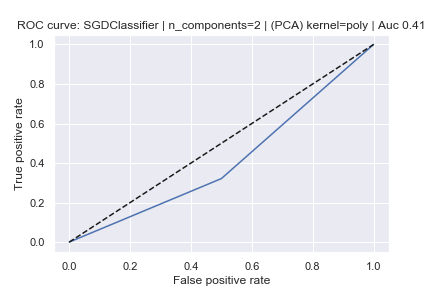 ROC curve: SGDClassifier | n_components=2 | (PCA) kernel=poly | Auc 0.41
1.0
0.8
0.6
0.4
0.2
0.0
True positive rate
0.0 0.2 0.4 0.6 0.8 1.0
False positive rate